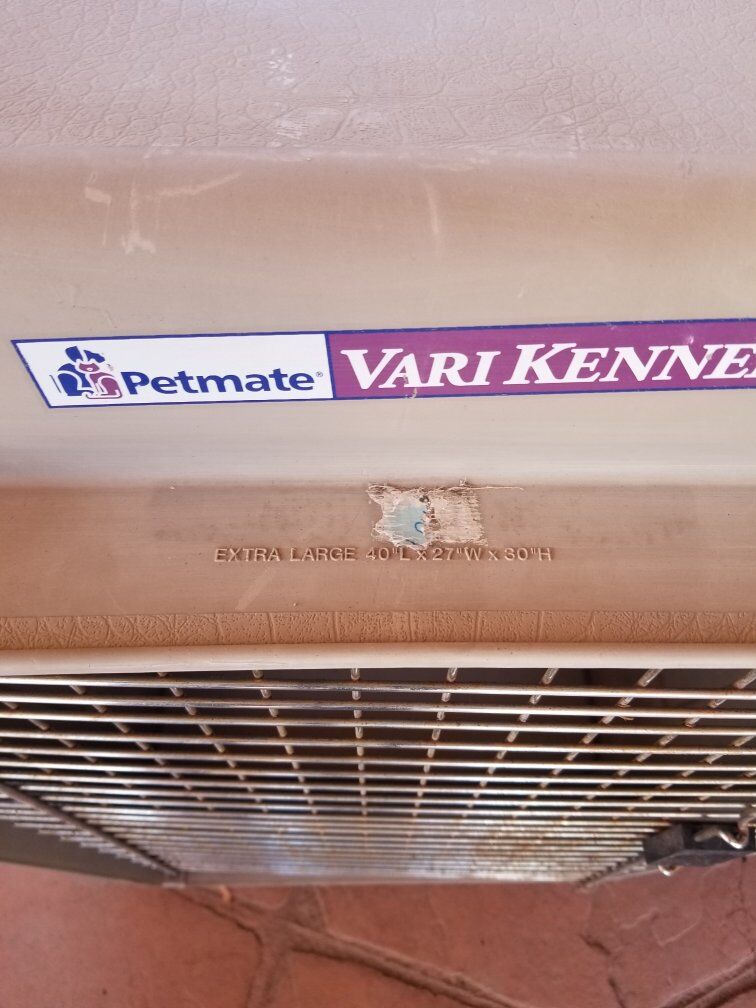 Petmate® VARI KENNE
EXTRA LARGE 40"L x 27"W x 30"H